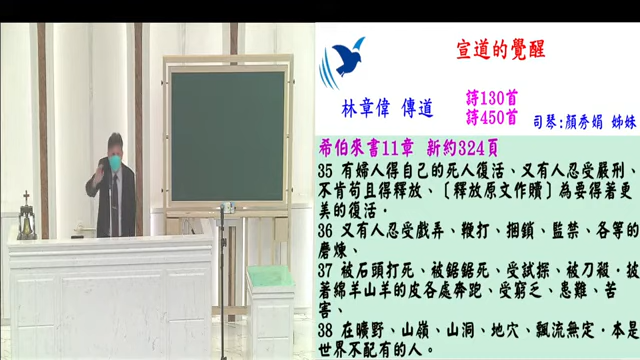 宣道的覺醒
林章偉 傳道
詩130首
詩450首
司琴:顏秀娟 姊妹
希伯來書11章 新約324頁
35 有婦人得自己的死人復活、又有人忍受嚴刑、
不肯苟且得釋放、〔釋放原文作贖〕為要得著更
美的復活．
36 又有人忍受戲弄、鞭打、捆鎖、監禁、各等的
磨煉、
37 被石頭打死、被鋸鋸死、受試探、被刀殺．披
著綿羊山羊的皮各處奔跑、受窮乏、患難、苦
害、
38 在曠野、山嶺、山洞、地穴、飄流無定．本是
世界不配有的人。